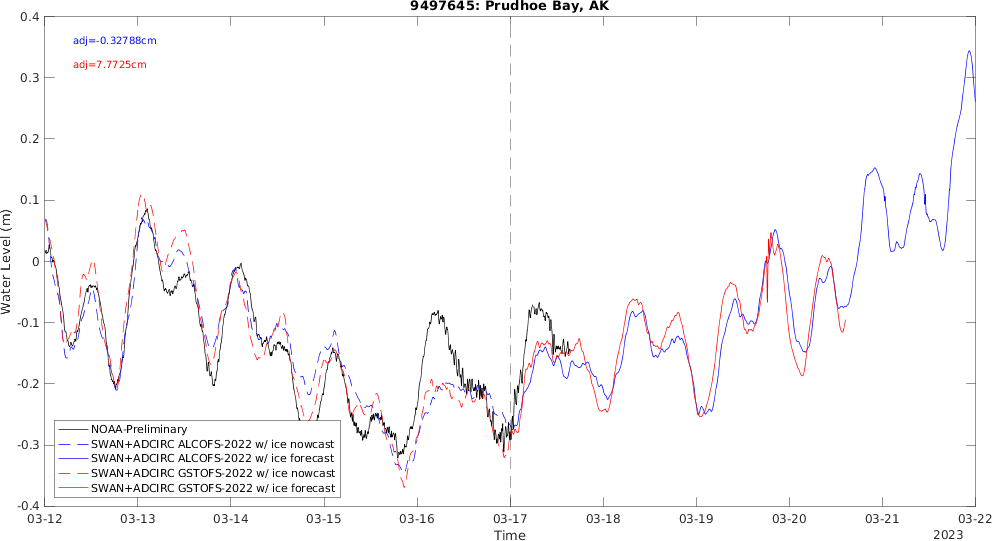 9497645: Prudhoe Bay, AK
adj=-0.32788cm
adj=7.7725cm
Water Level (m)
0.4
0.3
0.2
0.1
0
-0.1
-0.2
-0.3
-0.4
NOAA-Preliminary
SWAN+ADCIRC ALCOFS-2022 w/ ice nowcast
SWAN+ADCIRC ALCOFS-2022 w/ ice forecast
SWAN+ADCIRC GSTOFS-2022 w/ ice nowcast
SWAN+ADCIRC GSTOFS-2022 w/ ice forecast
03-12 03-13 03-14 03-15 03-16 03-17 03-18 03-19 03-20 03-21 03-22
Time
2023